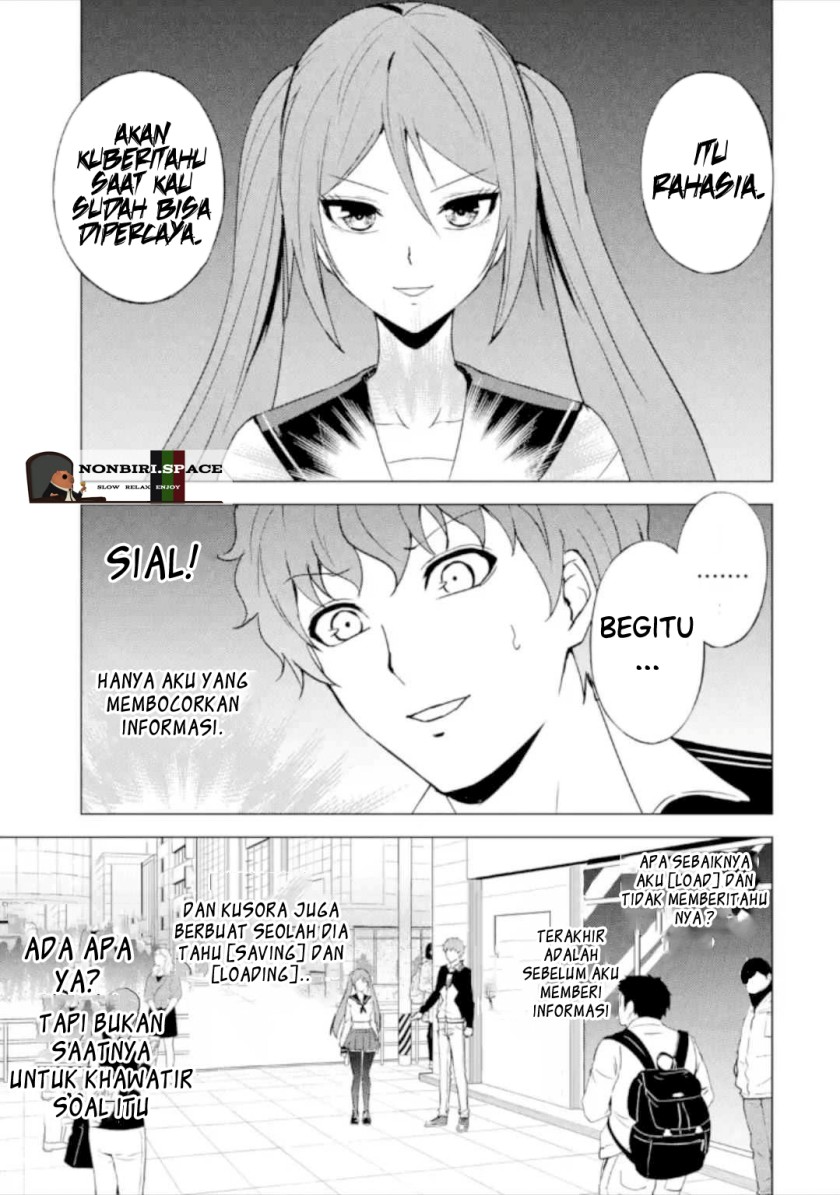 ITU
RAHASIA.
AKAN
KUBERITAHU
SAAT KAU
SUDAH BISA
DIPERCAYA.
NONBIRI.SPACE
SLOW RELAX ENJOY
.......
BEGITU
...
SIAL!
HANYA AKU YANG
MEMBOCORKAN
INFORMASI.
APA SEBAIKNYA
AKU [LOAD] DAN
TIDAK MEMBERITAHU
NYA?
TERAKHIR
ADALAH
SEBELUM AKU
MEMBERI
INFORMASI
DAN KUSORA JUGA
BERBUAT SEOLAH DIA
TAHU [SAVING] DAN
[LOADING]..
ADA APA
YA?
TAPI BUKAN
SAATNYA
UNTUK KHAWATIR
SOAL ITU